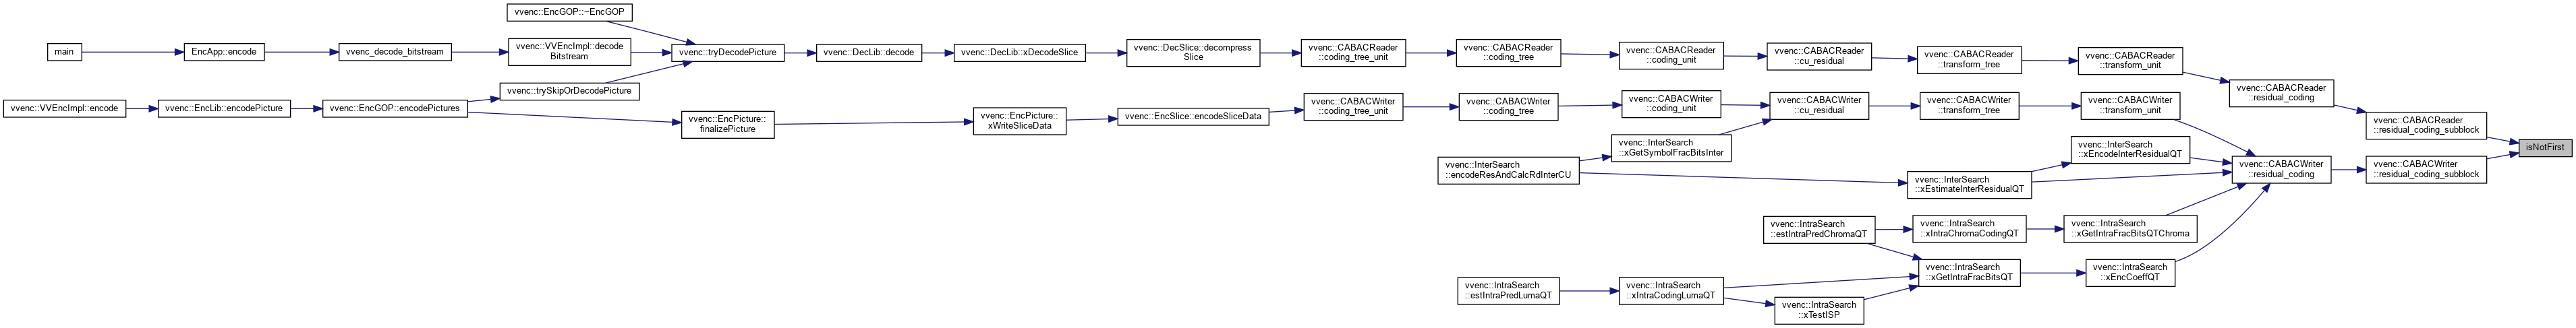 vvenc::EncGOP::~EncGOP
main
EncApp::encode
vvenc_decode_bitstream
vvenc::VVEncImpl::decode
Bitstream
vvenc::tryDecodePicture
vvenc::DecLib::decode
vvenc::DecLib::xDecodeSlice
vvenc::DecSlice::decompress
Slice
vvenc::CABACReader
::coding_tree_unit
vvenc::CABACReader
::coding_tree
vvenc::CABACReader
::coding_unit
vvenc::CABACReader
::cu_residual
vvenc::CABACReader
::transform_tree
vvenc::CABACReader
::transform_unit
vvenc::CABACReader
::residual_coding
vvenc::CABACReader
::residual_coding_subblock
isNotFirst
vvenc::trySkipOrDecodePicture
vvenc::VVEncImpl::encode
vvenc::EncLib::encodePicture
vvenc::EncGOP::encodePictures
vvenc::EncPicture::
finalizePicture
vvenc::EncPicture::
xWriteSliceData
vvenc::EncSlice::encodeSliceData
vvenc::CABACWriter
::coding_tree_unit
vvenc::CABACWriter
::coding_tree
vvenc::CABACWriter
::coding_unit
vvenc::CABACWriter
::cu_residual
vvenc::CABACWriter
::transform_tree
vvenc::CABACWriter
::transform_unit
vvenc::InterSearch
::xGetSymbolFracBitsInter
vvenc::InterSearch
::xEncodeInterResidualQT
vvenc::InterSearch
::encodeResAndCalcRdInterCU
vvenc::InterSearch
::xEstimateInterResidualQT
vvenc::CABACWriter
::residual_coding
vvenc::CABACWriter
::residual_coding_subblock
vvenc::IntraSearch
::estIntraPredChromaQT
vvenc::IntraSearch
::xIntraChromaCodingQT
vvenc::IntraSearch
::xGetIntraFracBitsQTChroma
vvenc::IntraSearch
::xGetIntraFracBitsQT
vvenc::IntraSearch
::xEncCoeffQT
vvenc::IntraSearch
::estIntraPredLumaQT
vvenc::IntraSearch
::xIntraCodingLumaQT
vvenc::IntraSearch
::xTestISP